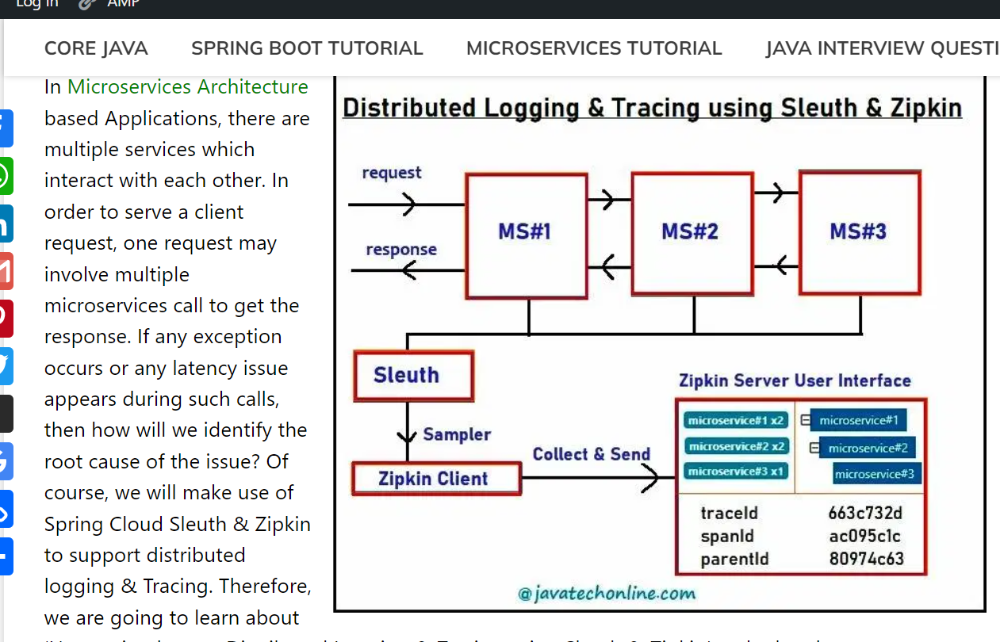 Log In AMP
CORE JAVA SPRING BOOT TUTORIAL MICROSERVICES TUTORIAL JAVA INTERVIEW QUESTI
In Microservices Architecture
based Applications, there are
multiple services which
interact with each other. In
order to serve a client
request, one request may
involve multiple
microservices call to get the
response. If any exception
occurs or any latency issue
appears during such calls,
then how will we identify the
root cause of the issue? Of
course, we will make use of
Spring Cloud Sleuth & Zipkin
to support distributed
logging & Tracing. Therefore,
we are going to learn about
Distributed Logging & Tracing using Sleuth & Zipkin
request
MS#1 MS#2 MS#3
response
Sleuth
Zipkin Server User Interface
Sampler
Collect & Send
Zipkin Client
microservice#1 x2 microservice#1
microservice#2 x2 microservice#2
microservice#3 x1 microservice#3
traceId 663c732d
spanId ac095c1c
parentId 80974c63
@javatechonline.com